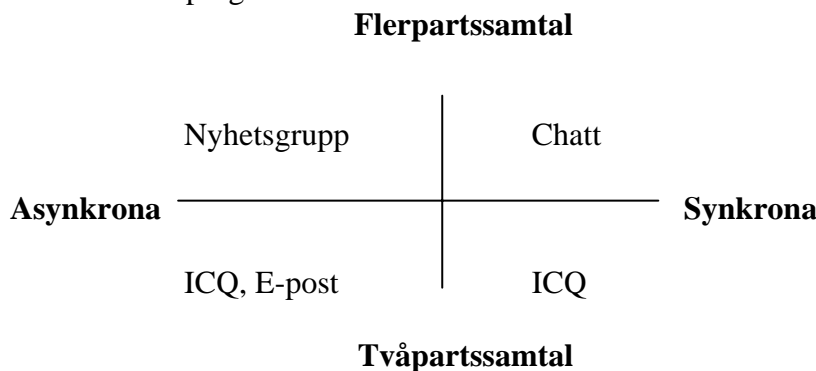 Flerpartssamtal
Nyhetsgrupp Chatt
Asynkrona Synkrona
ICQ, E-post ICQ
Tvåpartssamtal